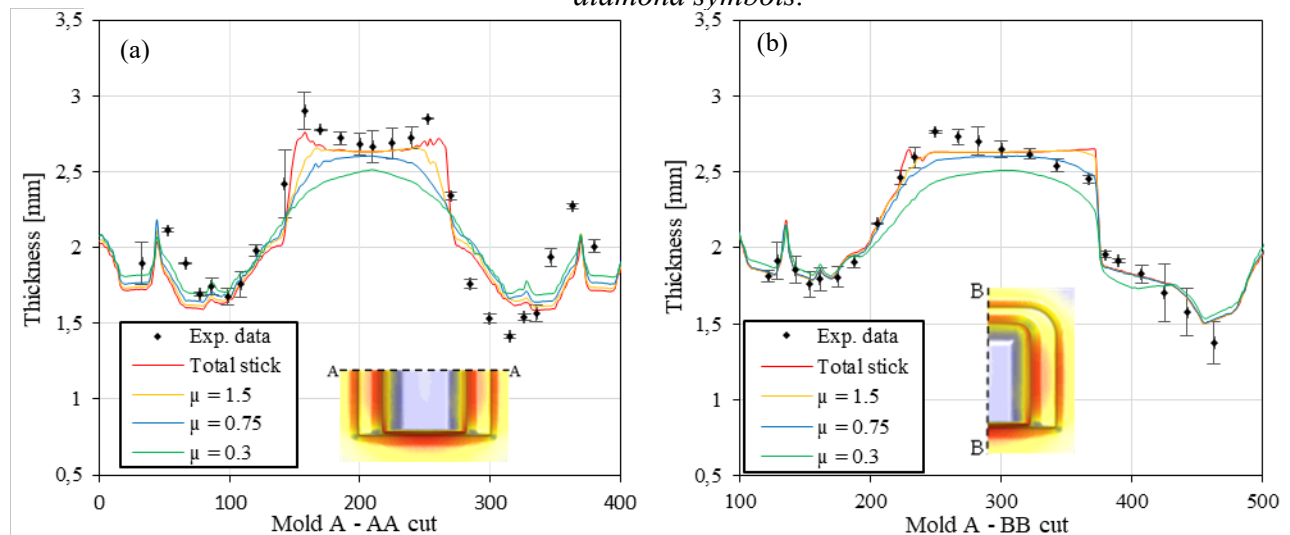 diamond symbols.
(a)
3,5
3
2,5
2
1,5
1
0,5
Thickness [mm]
Exp. data
Total stick
μ = 1.5
μ = 0.75
μ = 0.3
A
A
0
100
200
300
400
Mold A - AA cut
(b)
3,5
3
2,5
2
1,5
1
0,5
Thickness [mm]
Exp. data
Total stick
μ = 1.5
μ = 0.75
μ = 0.3
B
B
100
200
300
400
500
Mold A - BB cut